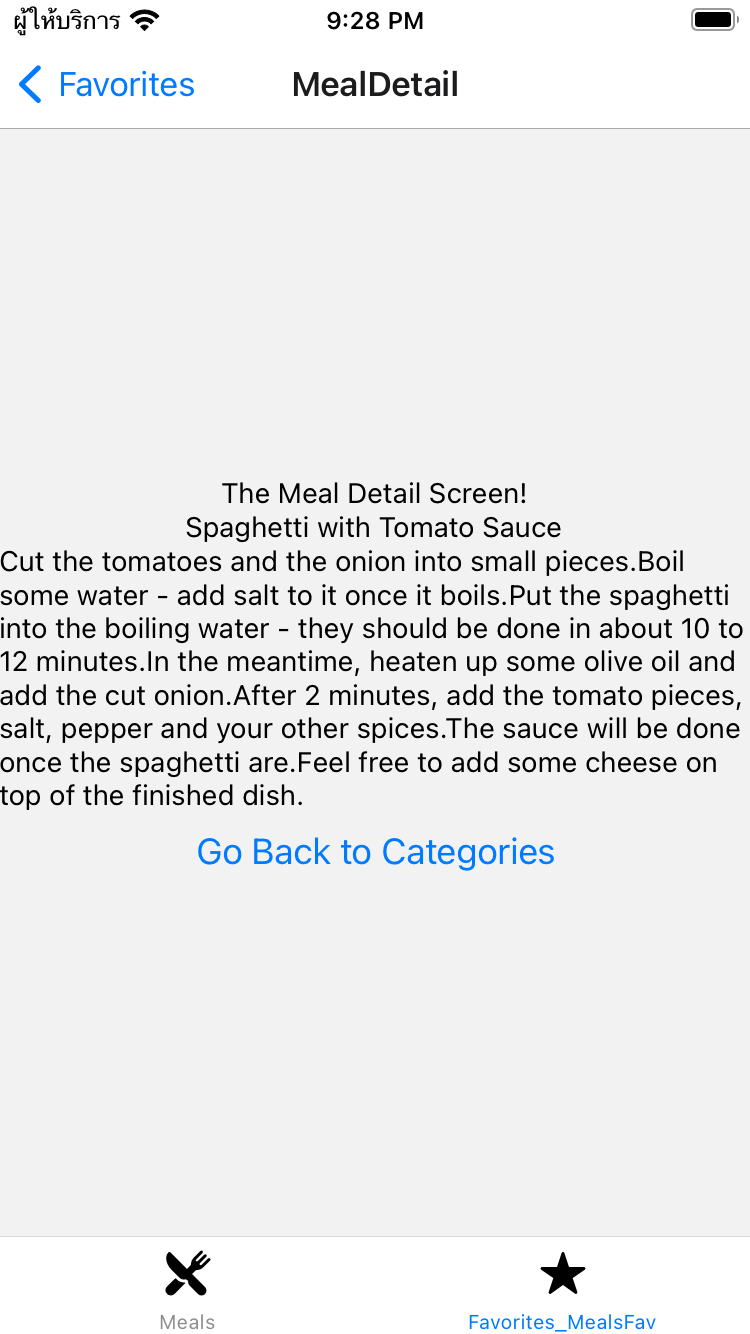 ผู้ให้บริการ 9:28 PM
Favorites MealDetail
The Meal Detail Screen!
Spaghetti with Tomato Sauce
Cut the tomatoes and the onion into small pieces.Boil
some water - add salt to it once it boils.Put the spaghetti
into the boiling water - they should be done in about 10 to
12 minutes.In the meantime, heaten up some olive oil and
add the cut onion.After 2 minutes, add the tomato pieces,
salt, pepper and your other spices.The sauce will be done
once the spaghetti are.Feel free to add some cheese on
top of the finished dish.
Go Back to Categories
Meals Favorites_MealsFav